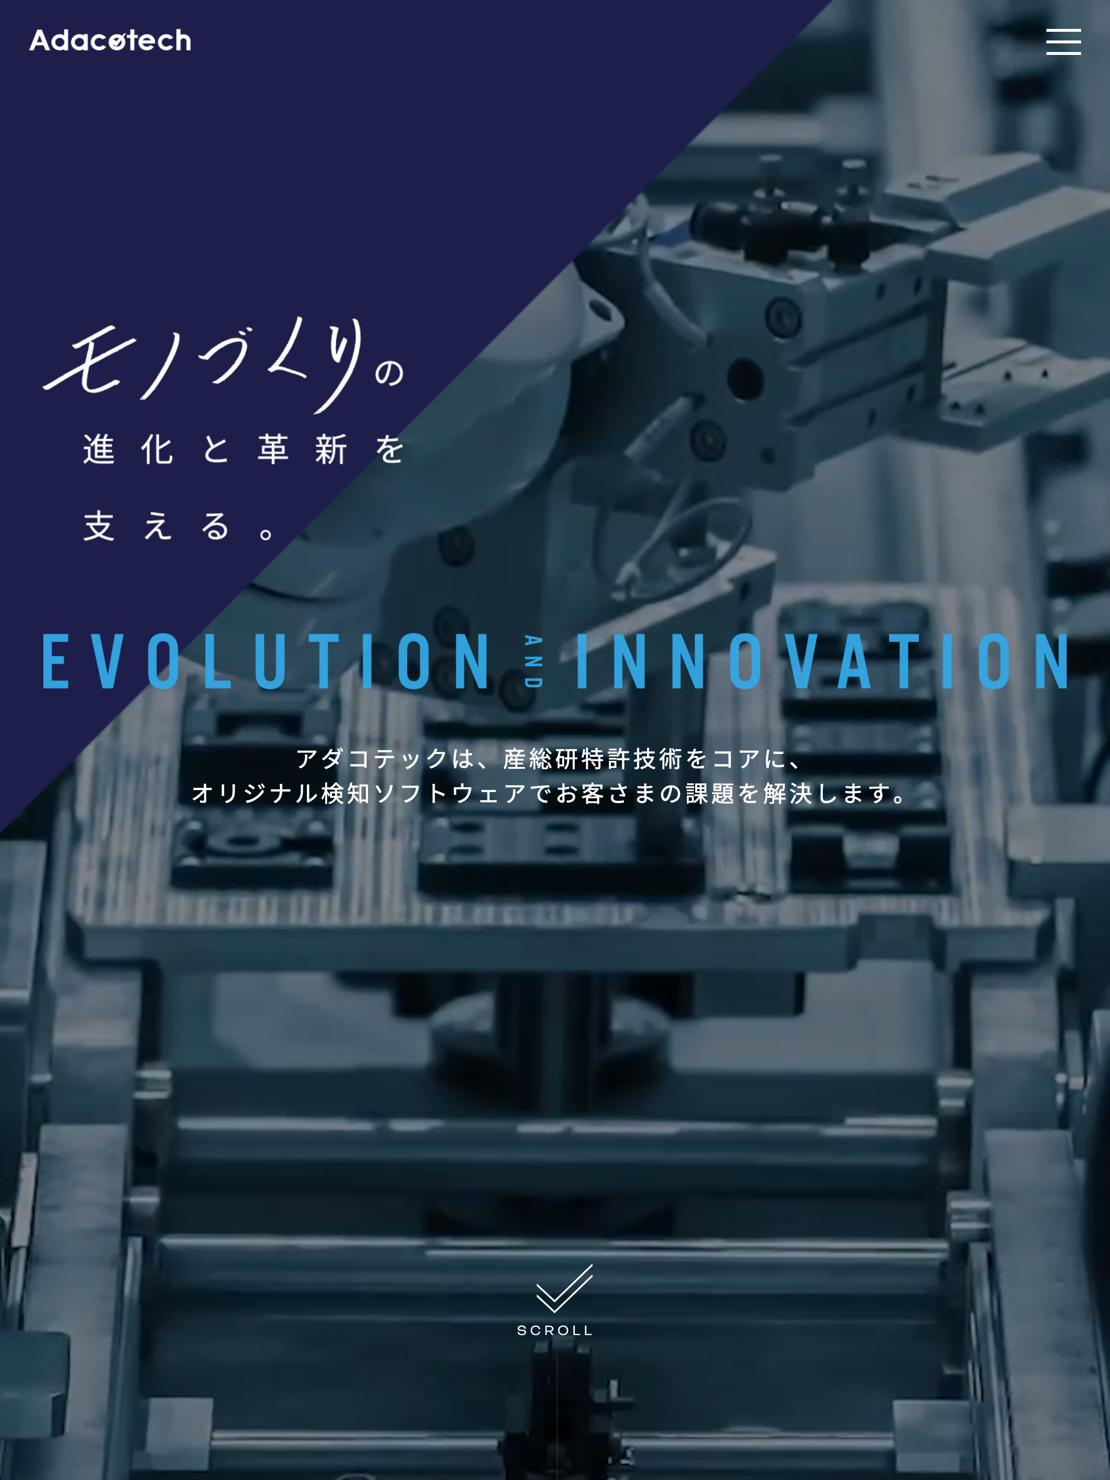 Adacotech
モノづくりの
進化と革新を
支える。
EVOLUTION AND INNOVATION
アダコテックは、産総研特許技術をコアに、
オリジナル検知ソフトウェアでお客さまの課題を解決します。
SCROLL